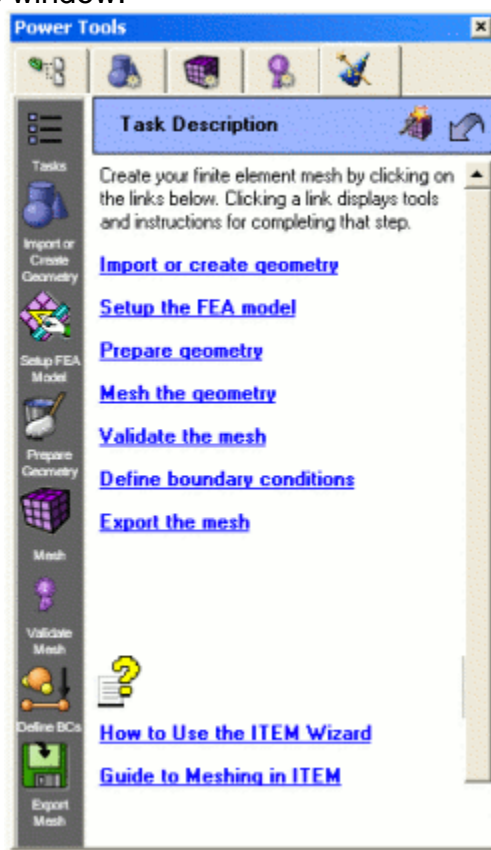 window.
Power Tools
Task Description
Tasks
Import or
Create
Geometry
Setup FEA
Model
Prepare
Geometry
Mesh
Validate
Mesh
Define BCs
Export
Mesh
Create your finite element mesh by clicking on
the links below. Clicking a link displays tools
and instructions for completing that step.
Import or create geometry
Setup the FEA model
Prepare geometry
Mesh the geometry
Validate the mesh
Define boundary conditions
Export the mesh
How to Use the ITEM Wizard
Guide to Meshing in ITEM